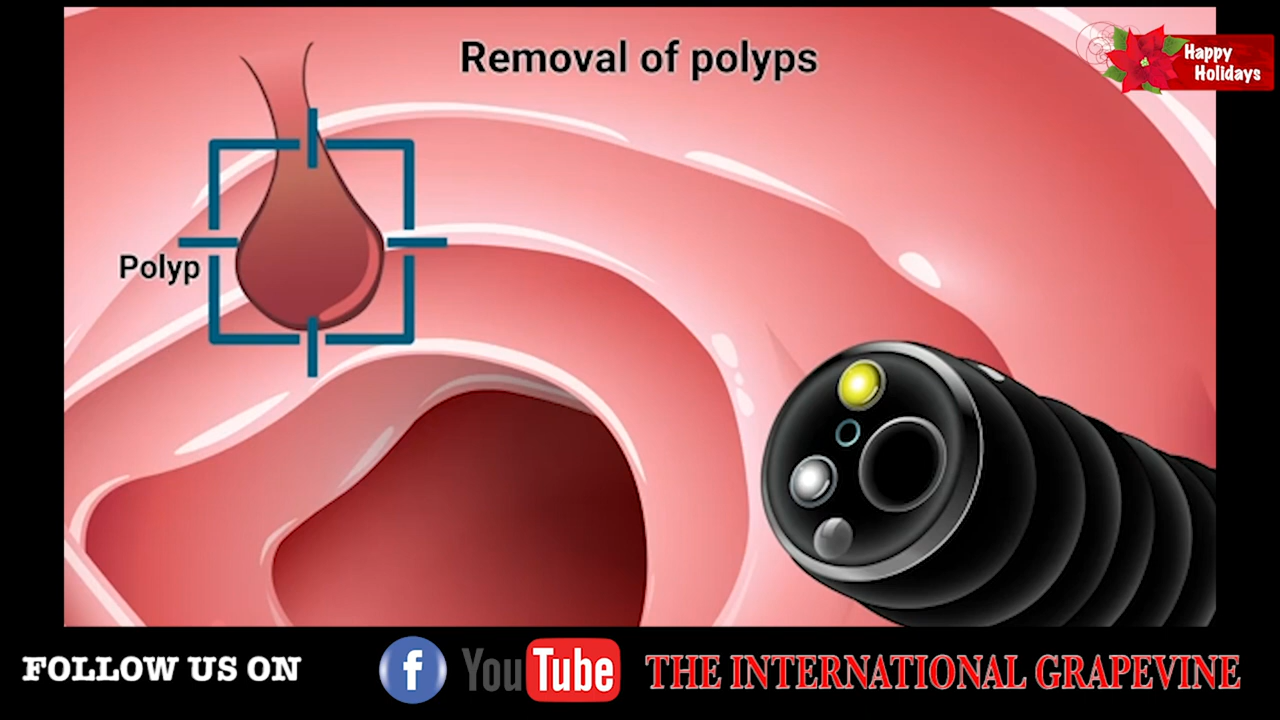 Removal of polyps
Happy
Holidays
Polyp
FOLLOW US ON
f
YouTube
THE INTERNATIONAL GRAPEVINE